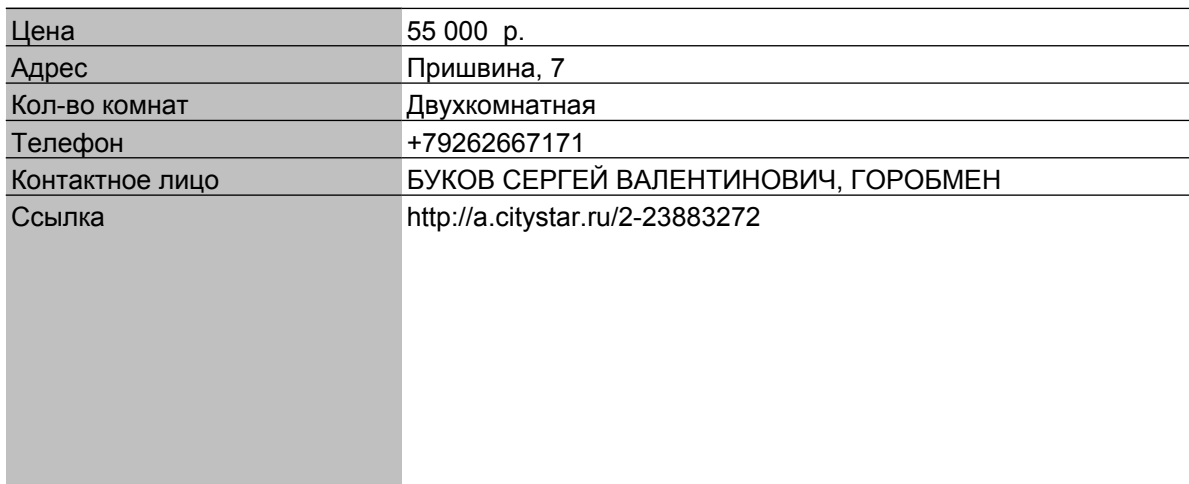 Цена 55 000 р.
Адрес Пришвина, 7
Кол-во комнат Двухкомнатная
Телефон +79262667171
Контактное лицо БУКОВ СЕРГЕЙ ВАЛЕНТИНОВИЧ, ГОРОБМЕН
Ссылка http://a.citystar.ru/2-23883272